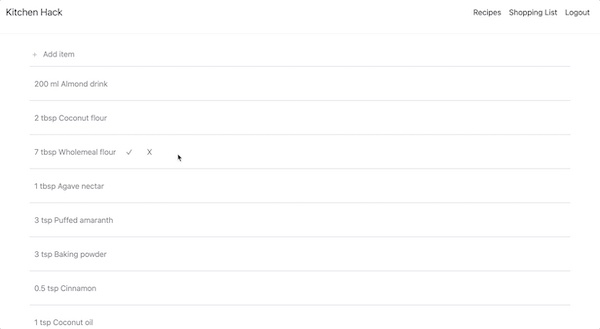 Kitchen Hack
Recipes Shopping List Logout
+ Add item
200 ml Almond drink
2 tbsp Coconut flour
7 tbsp Wholemeal flour ✓ X
1 tbsp Agave nectar
3 tsp Puffed amaranth
3 tsp Baking powder
0.5 tsp Cinnamon
1 tsp Coconut oil